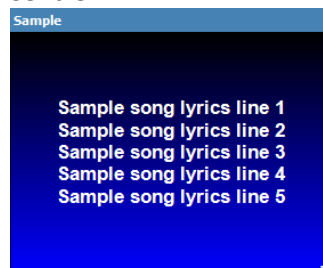 Sample
Sample song lyrics line 1
Sample song lyrics line 2
Sample song lyrics line 3
Sample song lyrics line 4
Sample song lyrics line 5